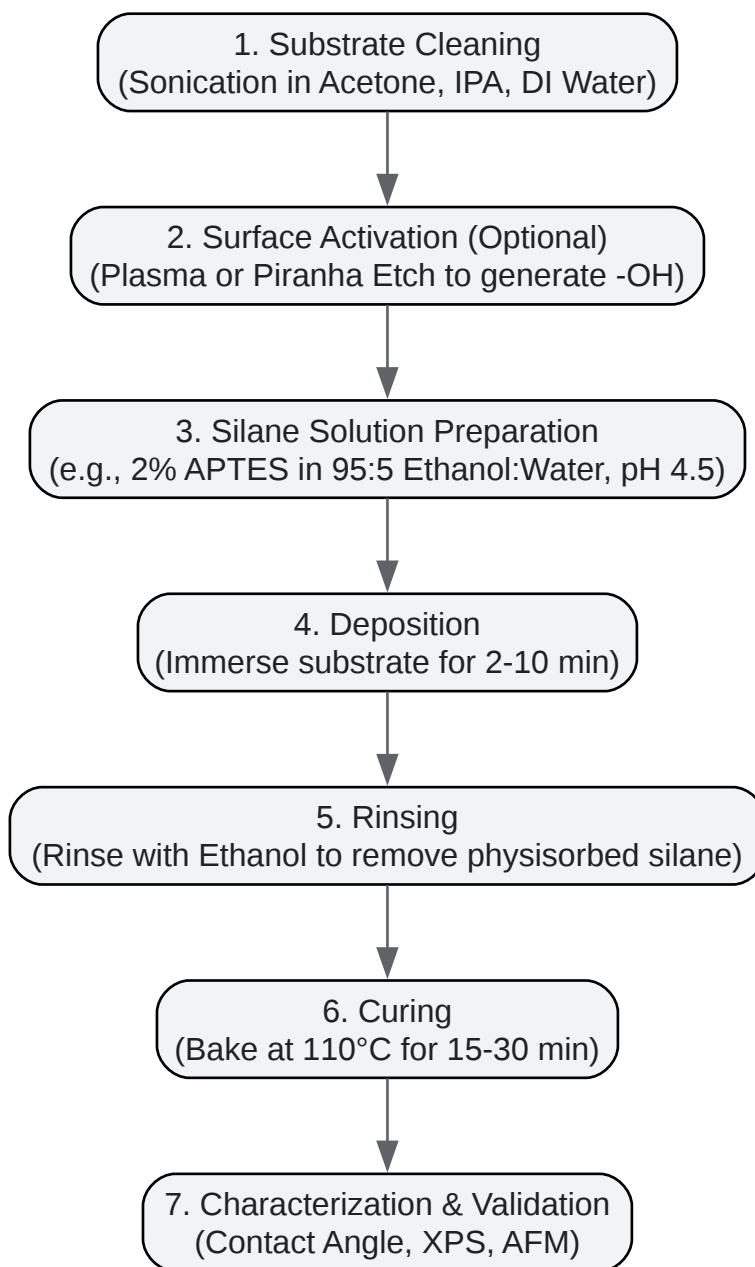 1. Substrate Cleaning
(Sonication in Acetone, IPA, DI Water)
2. Surface Activation (Optional)
(Plasma or Piranha Etch to generate -OH)
3. Silane Solution Preparation
(e.g., 2% APTES in 95:5 Ethanol:Water, pH 4.5)
4. Deposition
(Immerse substrate for 2-10 min)
5. Rinsing
(Rinse with Ethanol to remove physisorbed silane)
6. Curing
(Bake at 110°C for 15-30 min)
7. Characterization & Validation
(Contact Angle, XPS, AFM)